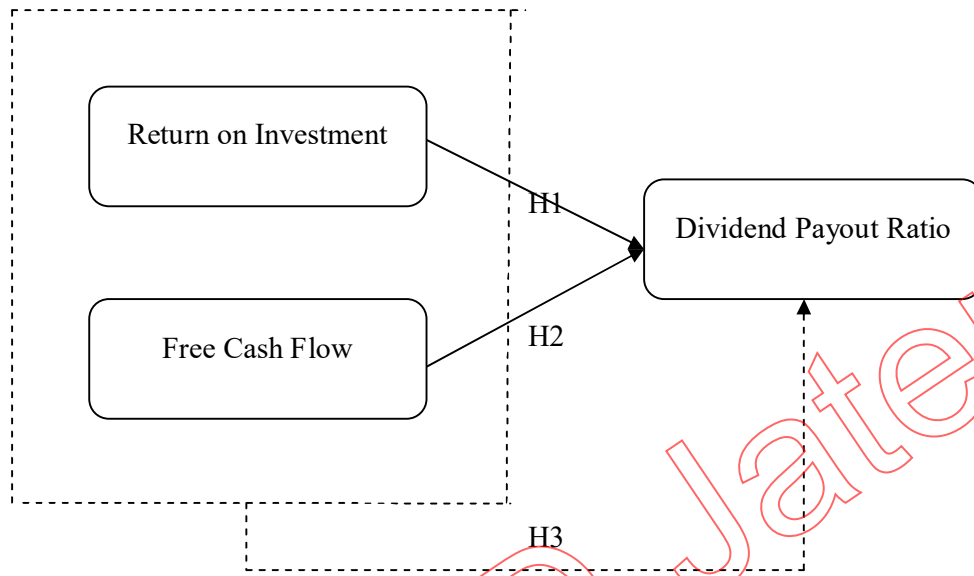 Return on Investment
H1
Dividend Payout Ratio
Free Cash Flow
H2
H3